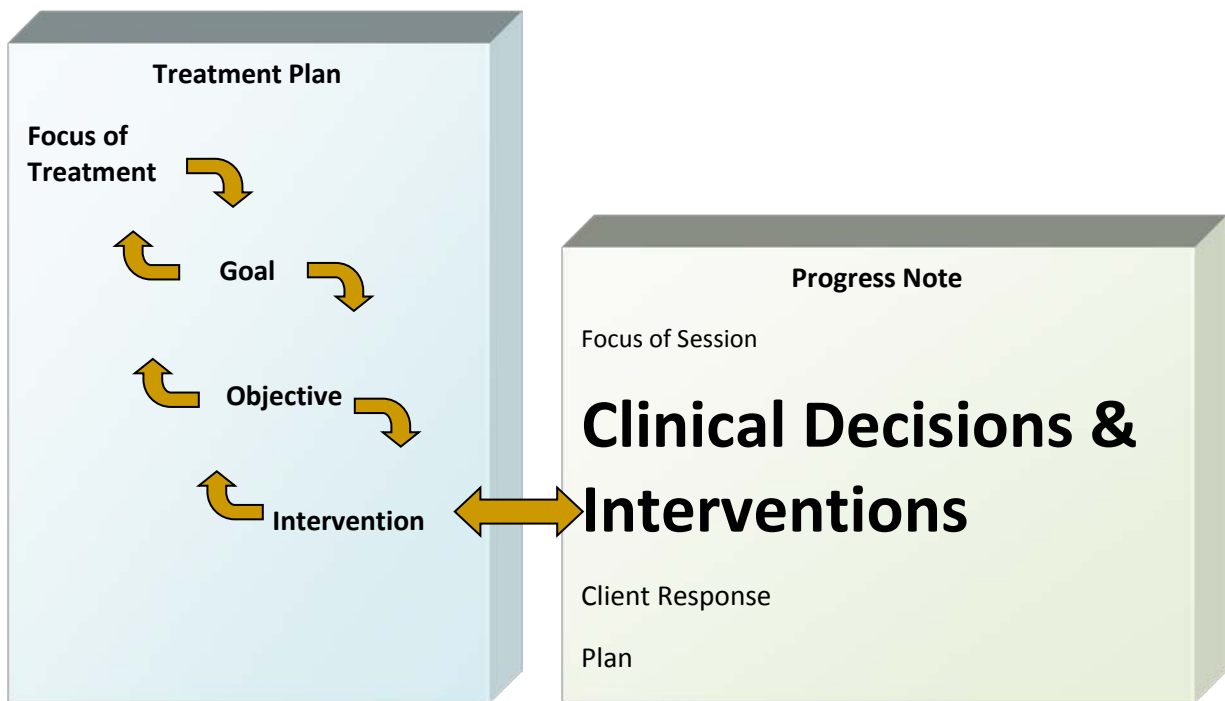 Treatment Plan
Focus of
Treatment
Goal
Objective
Intervention
Progress Note
Focus of Session
Clinical Decisions &
Interventions
Client Response
Plan